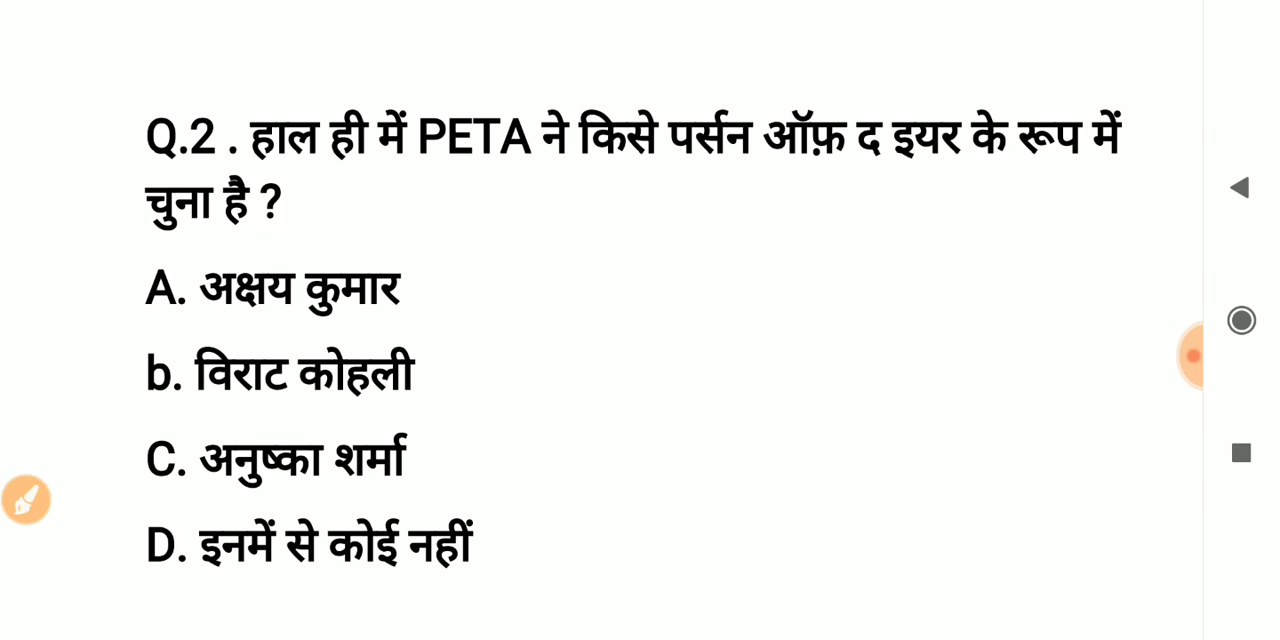 Q.2 . हाल ही में PETA ने किसे पर्सन ऑफ़ द इयर के रूप में
चुना है ?
A. अक्षय कुमार
b. विराट कोहली
C. अनुष्का शर्मा
D. इनमें से कोई नहीं